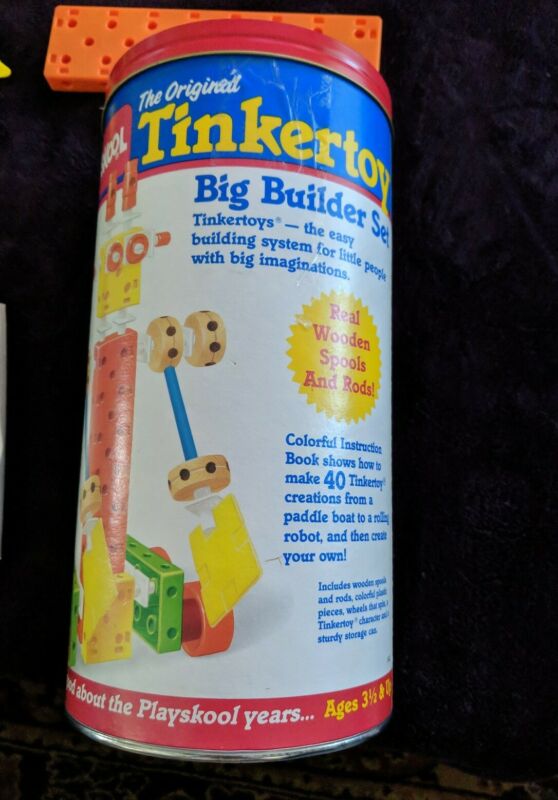 The Original
Tinkertoy
Big Builder Set
Tinkertoys® — the easy
building system for little people
with big imaginations.
Real
Wooden
Spools
And Rods!
Colorful Instruction
Book shows how to
make 40 Tinkertoy®
creations from a
paddle boat to a rolling
robot, and then create
your own!
Includes wooden spools
and rods, colorful plastic
pieces, wheels that spin,
Tinkertoy® character and
sturdy storage can.
about the Playskool years... Ages 3½ & Up